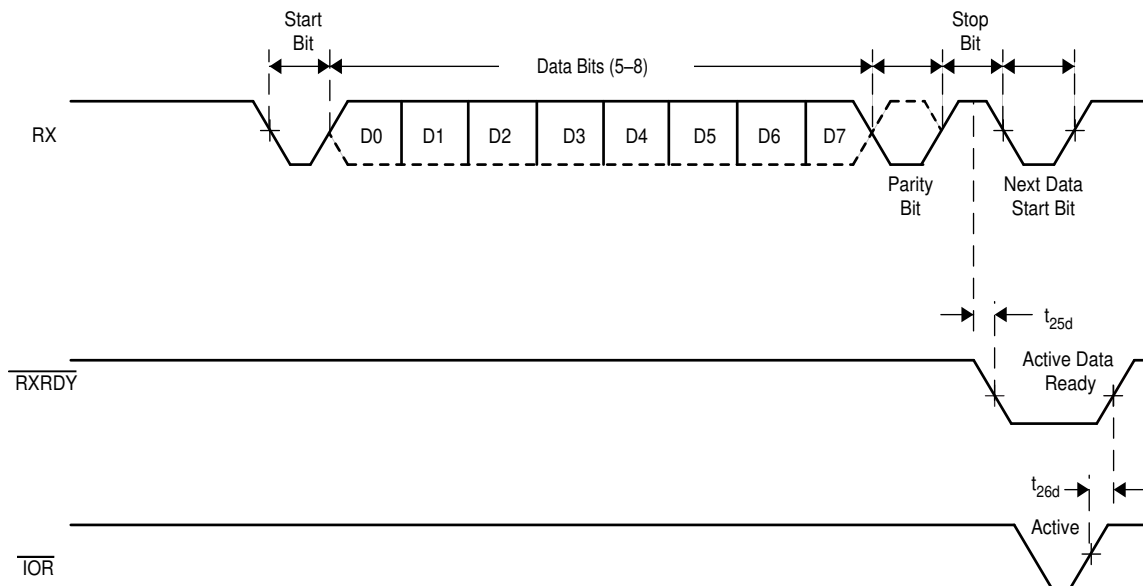 Start
Bit
Data Bits (5–8)
Stop
Bit
RX
D0
D1
D2
D3
D4
D5
D6
D7
Parity
Bit
Next Data
Start Bit
t25d
RXRDY
Active Data
Ready
t26d
Active
IOR